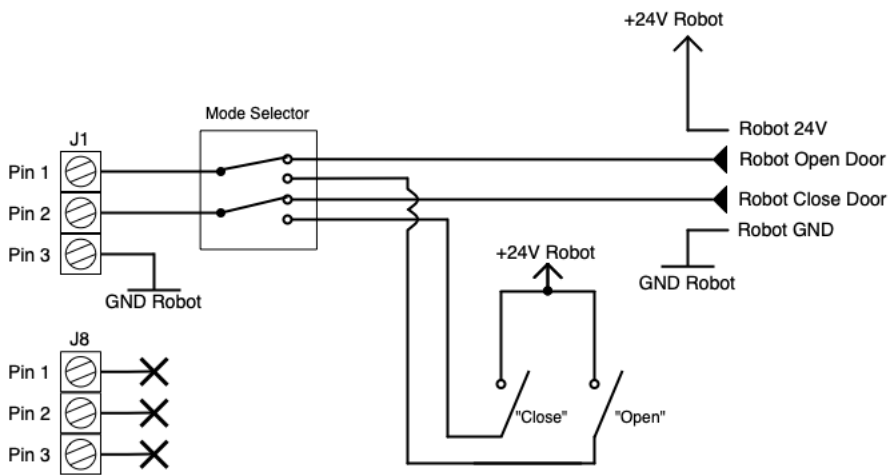 +24V Robot
Mode Selector
J1
Robot 24V
Pin 1
Robot Open Door
Pin 2
Robot Close Door
Pin 3
Robot GND
+24V Robot
GND Robot
GND Robot
J8
Pin 1
"Close"
"Open"
Pin 2
Pin 3